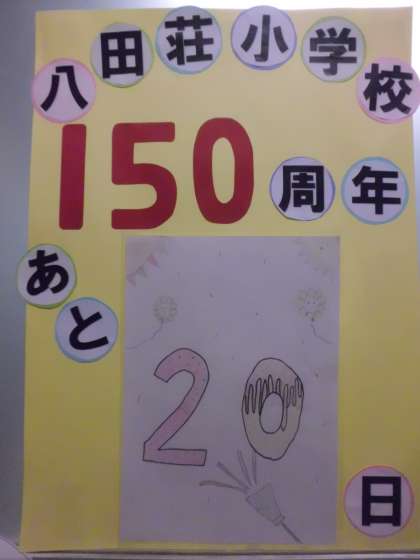 八田荘小学校
150周年
あと
20
日